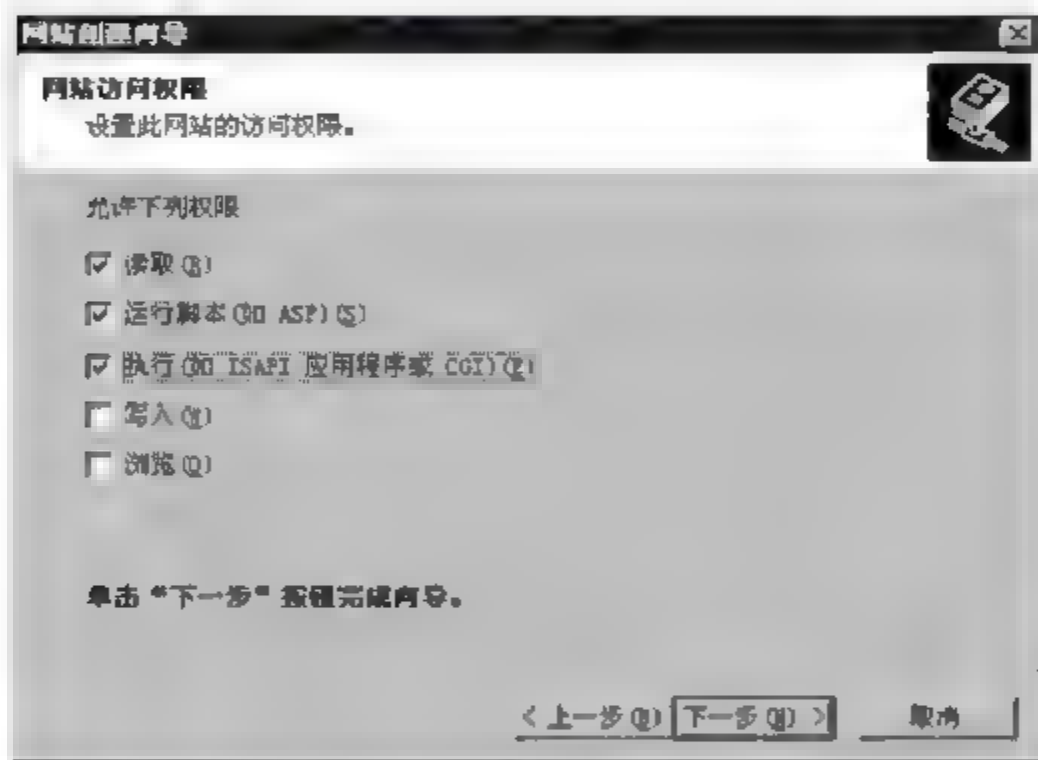 网站创建向导
网站访问权限
设置此网站的访问权限。
允许下列权限
读取(R)
运行脚本(如 ASP)(S)
执行(如 ISAPI 应用程序或 CGI)(E)
写入(W)
浏览(O)
单击“下一步”按钮完成向导。
< 上一步(B)
下一步(N) >
取消